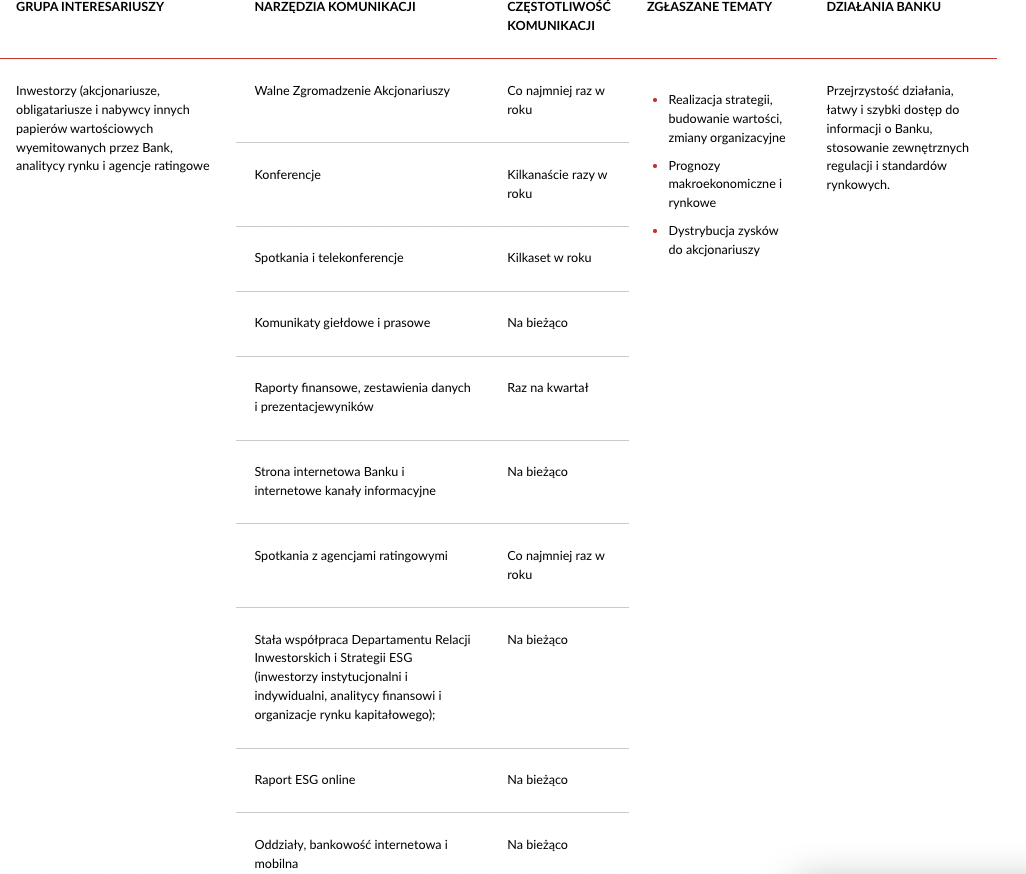 GRUPA INTERESARIUSZY
NARZĘDZIA KOMUNIKACJI
CZĘSTOTLIWOŚĆ
KOMUNIKACJI
ZGŁASZANE TEMATY
DZIAŁANIA BANKU
Inwestorzy (akcjonariusze,
obligatariusze i nabywcy innych
papierów wartościowych
wyemitowanych przez Bank,
analitycy rynku i agencje ratingowe
Walne Zgromadzenie Akcjonariuszy
Co najmniej raz w
roku
Konferencje
Kilkanaście razy w
roku
Spotkania i telekonferencje
Kilkaset w roku
Komunikaty giełdowe i prasowe
Na bieżąco
Raporty finansowe, zestawienia danych
i prezentacjewyników
Raz na kwartał
Strona internetowa Banku i
internetowe kanały informacyjne
Na bieżąco
Spotkania z agencjami ratingowymi
Co najmniej raz w
roku
Stała współpraca Departamentu Relacji
Inwestorskich i Strategii ESG
(inwestorzy instytucjonalni i
indywidualni, analitycy finansowi i
organizacje rynku kapitałowego);
Na bieżąco
Raport ESG online
Na bieżąco
Oddziały, bankowość internetowa i
mobilna
Na bieżąco
• Realizacja strategii,
budowanie wartości,
zmiany organizacyjne
• Prognozy
makroekonomiczne i
rynkowe
• Dystrybucja zysków
do akcjonariuszy
Przejrzystość działania,
łatwy i szybki dostęp do
informacji o Banku,
stosowanie zewnętrznych
regulacji i standardów
rynkowych.